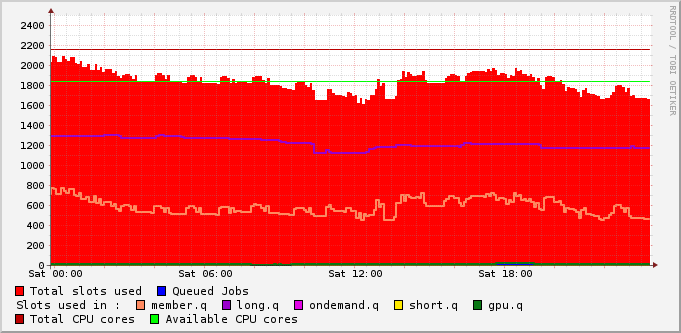 2400
2200
2000
1800
1600
1400
1200
1000
800
600
400
200
0
Sat 00:00 Sat 06:00 Sat 12:00 Sat 18:00
RRDTOOL / TOBI OETIKER
Total slots used Queued Jobs
Slots used in : member.q long.q ondemand.q short.q gpu.q
Total CPU cores Available CPU cores